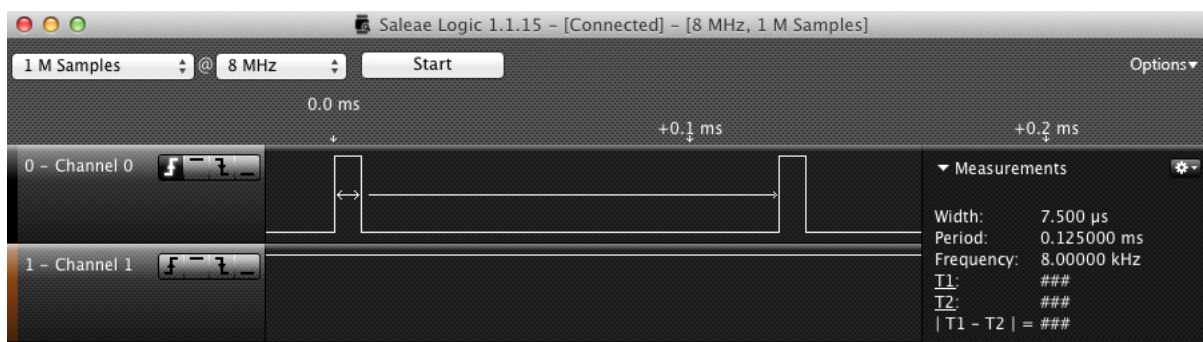 Saleae Logic 1.1.15 – [Connected] – [8 MHz, 1 M Samples]
1 M Samples @ 8 MHz Start Options▾
0.0 ms
+0.1 ms +0.2 ms
0 – Channel 0
▾ Measurements
Width: 7.500 µs
Period: 0.125000 ms
1 – Channel 1
Frequency: 8.00000 kHz
T1: ###
T2: ###
| T1 – T2 | = ###